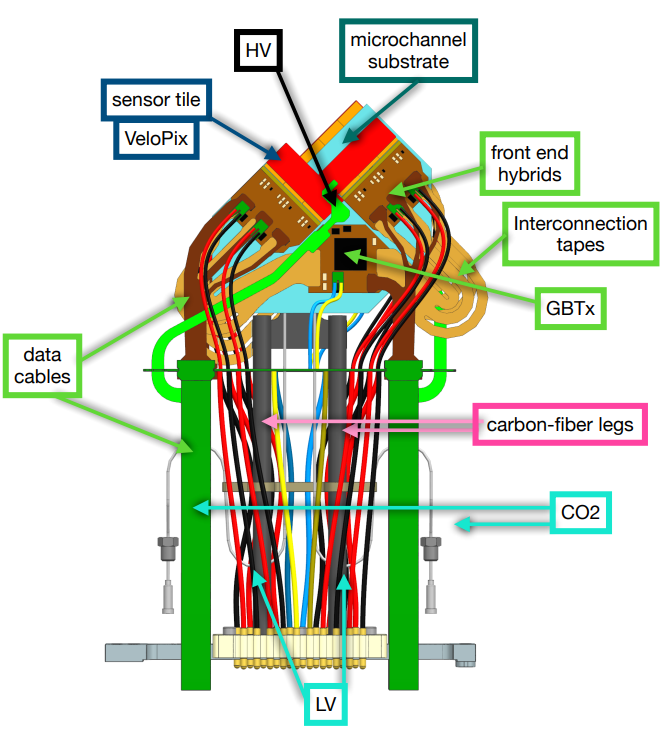 HV
microchannel
substrate
sensor tile
VeloPix
front end
hybrids
Interconnection
tapes
GBTx
data
cables
carbon-fiber legs
CO2
LV